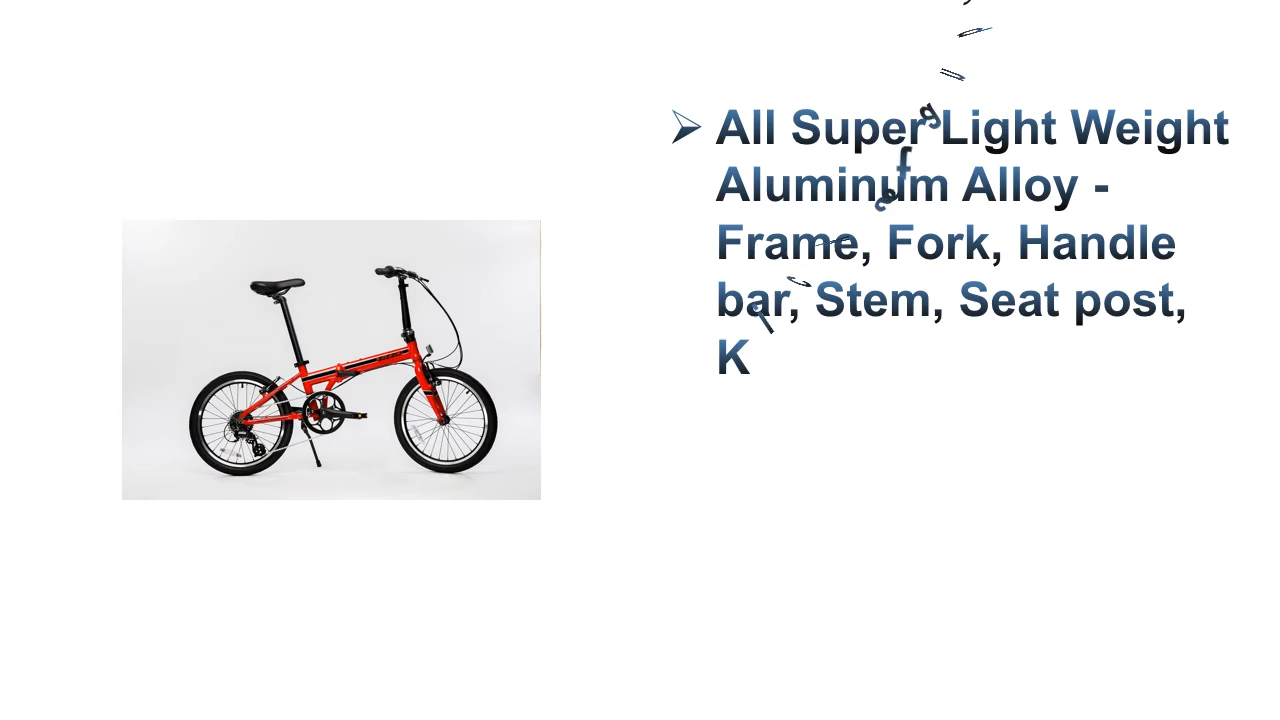 All Super Light Weight
Aluminum Alloy -
Frame, Fork, Handle
bar, Stem, Seat post,
K